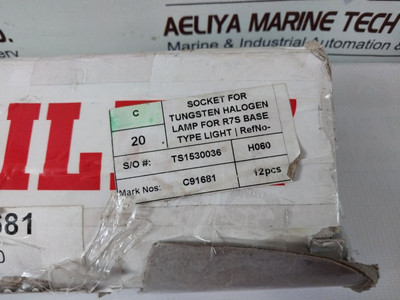 AELIYA MARINE TECH
Marine & Industrial Automation &
C
20
SOCKET FOR
TUNGSTEN HALOGEN
LAMP FOR R7S BASE
TYPE LIGHT | RefNo-
S/O #:
TS1530036
H060
Mark Nos:
C91681
12pcs
681